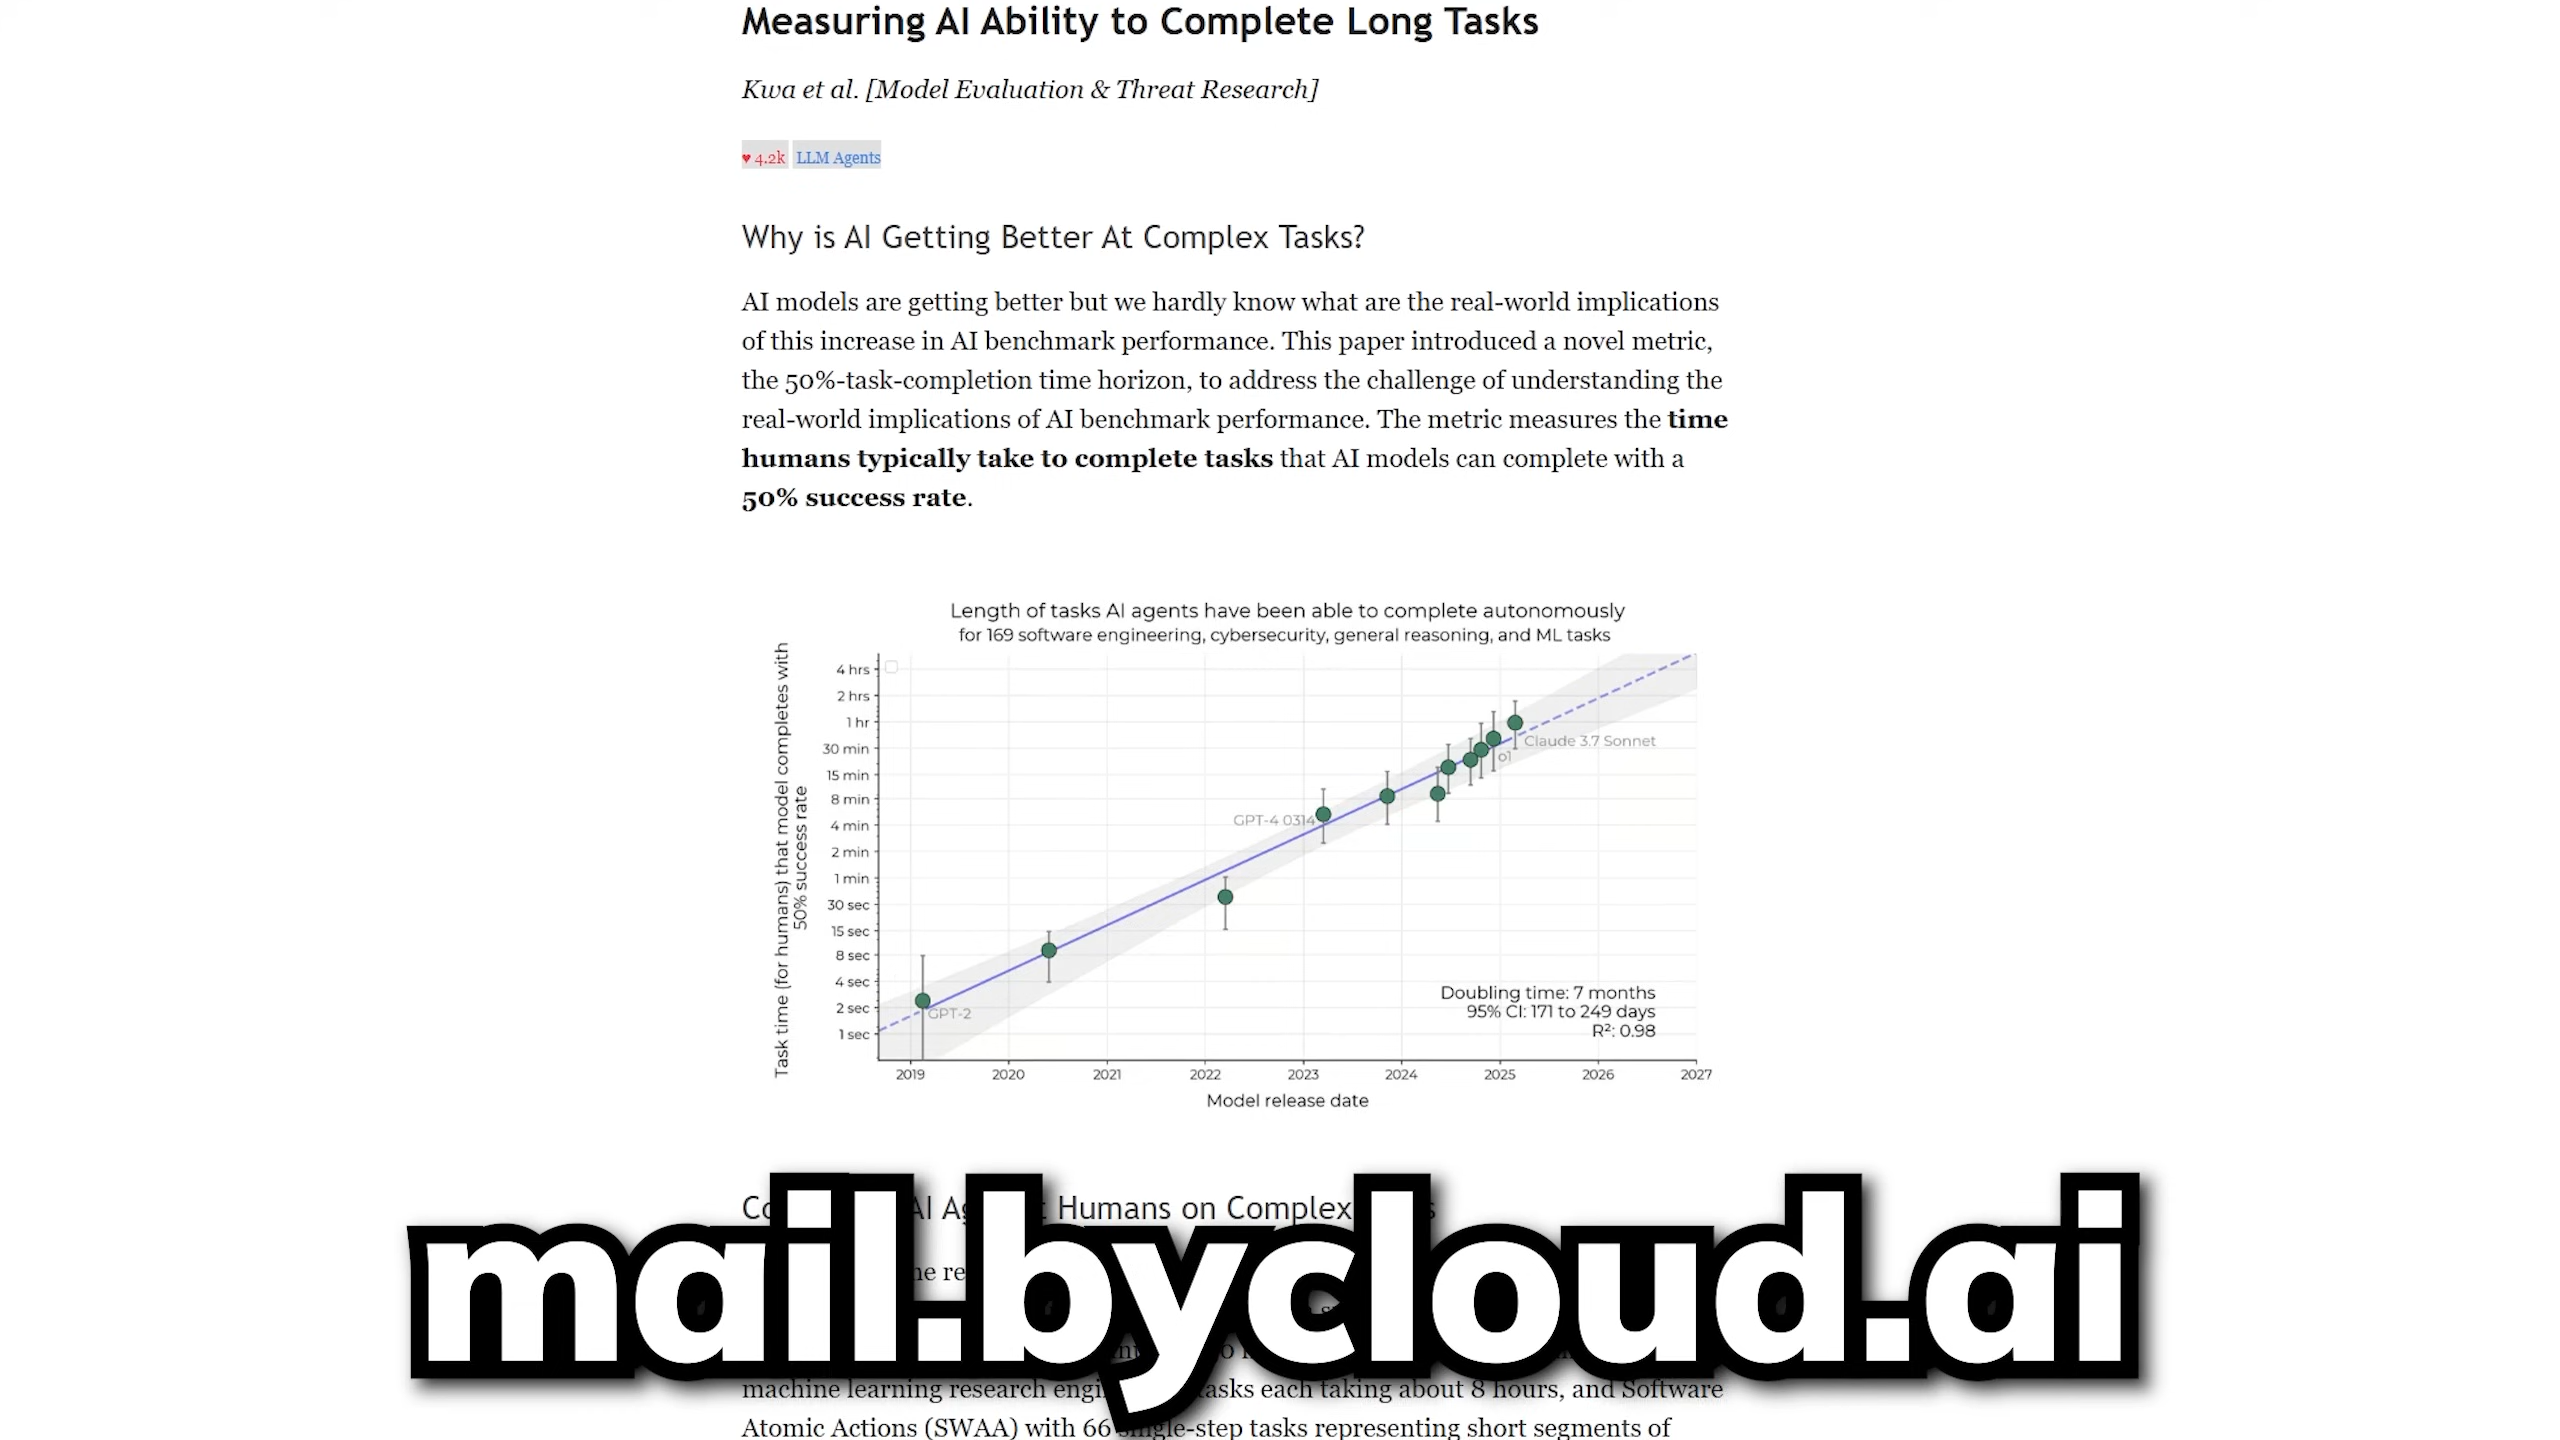 Measuring AI Ability to Complete Long Tasks
Kwa et al. [Model Evaluation & Threat Research]
♥ 4.2k LLM Agents
Why is AI Getting Better At Complex Tasks?
AI models are getting better but we hardly know what are the real-world implications
of this increase in AI benchmark performance. This paper introduced a novel metric,
the 50%-task-completion time horizon, to address the challenge of understanding the
real-world implications of AI benchmark performance. The metric measures the time
humans typically take to complete tasks that AI models can complete with a
50% success rate.
Length of tasks AI agents have been able to complete autonomously
for 169 software engineering, cybersecurity, general reasoning, and ML tasks
Task time (for humans) that model completes with
50% success rate
4 hrs
2 hrs
1 hr
30 min
15 min
8 min
4 min
2 min
1 min
30 sec
15 sec
8 sec
4 sec
2 sec
1 sec
GPT-2
GPT-4 0314
o1
Claude 3.7 Sonnet
Doubling time: 7 months
95% CI: 171 to 249 days
R²: 0.98
2019 2020 2021 2022 2023 2024 2025 2026 2027
Model release date
AI Humans on Complex
mail.bycloud.ai
machine learning research tasks each taking about 8 hours, and Software
Atomic Actions (SWAA) with 66 single-step tasks representing short segments of